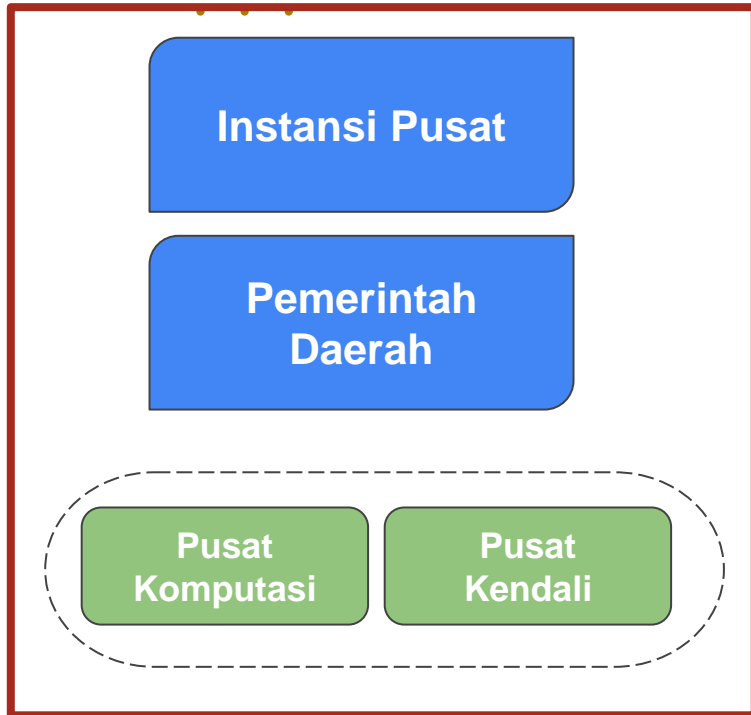 Instansi Pusat
Pemerintah
Daerah
Pusat
Komputasi
Pusat
Kendali